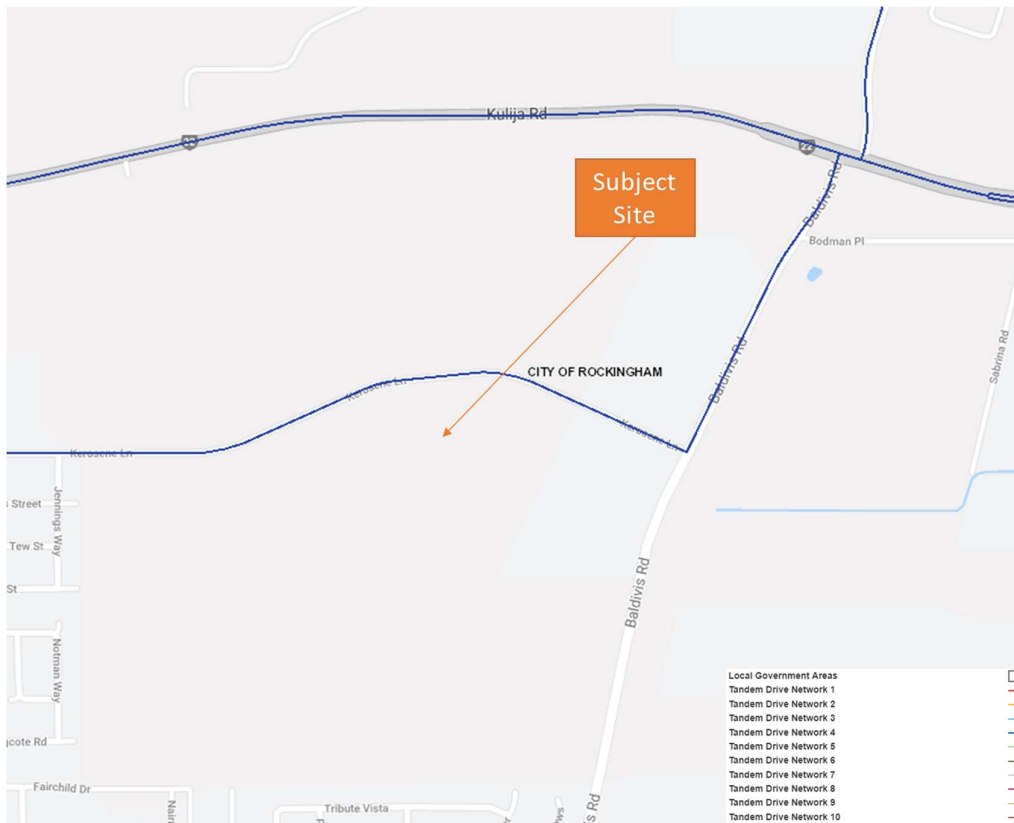 Kulija Rd
22
Subject
Site
Baldivis Rd
Bodman Pl
Sabrina Rd
Baldivis Rd
CITY OF ROCKINGHAM
Kerosene Ln
Kerosene Ln
Kerosene Ln
Jennings Way
Street
Tew St
St
Baldivis Rd
Notman Way
gcote Rd
Fairchild Dr
Tribute Vista
Local Government Areas
Tandem Drive Network 1
Tandem Drive Network 2
Tandem Drive Network 3
Tandem Drive Network 4
Tandem Drive Network 5
Tandem Drive Network 6
Tandem Drive Network 7
Tandem Drive Network 8
Tandem Drive Network 9
Tandem Drive Network 10